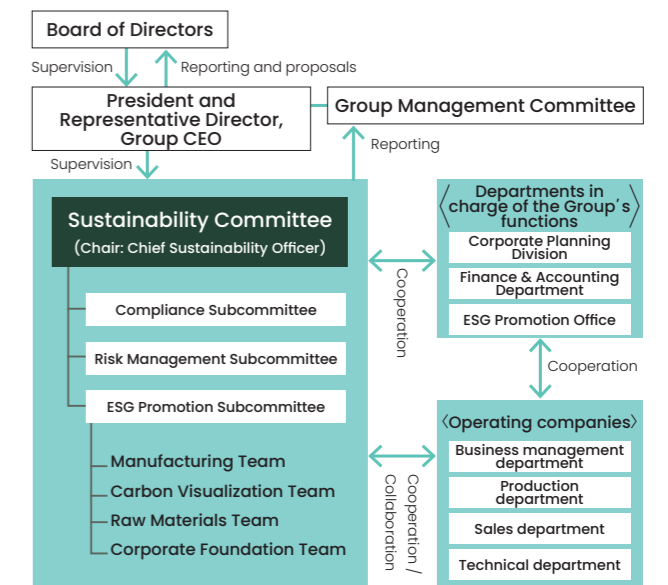 Board of Directors
Supervision
Reporting and proposals
President and
Representative Director,
Group CEO
Group Management Committee
Supervision
Reporting
Sustainability Committee
(Chair: Chief Sustainability Officer)
Compliance Subcommittee
Risk Management Subcommittee
ESG Promotion Subcommittee
Manufacturing Team
Carbon Visualization Team
Raw Materials Team
Corporate Foundation Team
Cooperation
Cooperation /
Collaboration
〈Departments in
charge of the Group's
functions〉
Corporate Planning
Division
Finance & Accounting
Department
ESG Promotion Office
Cooperation
〈Operating companies〉
Business management
department
Production
department
Sales department
Technical department